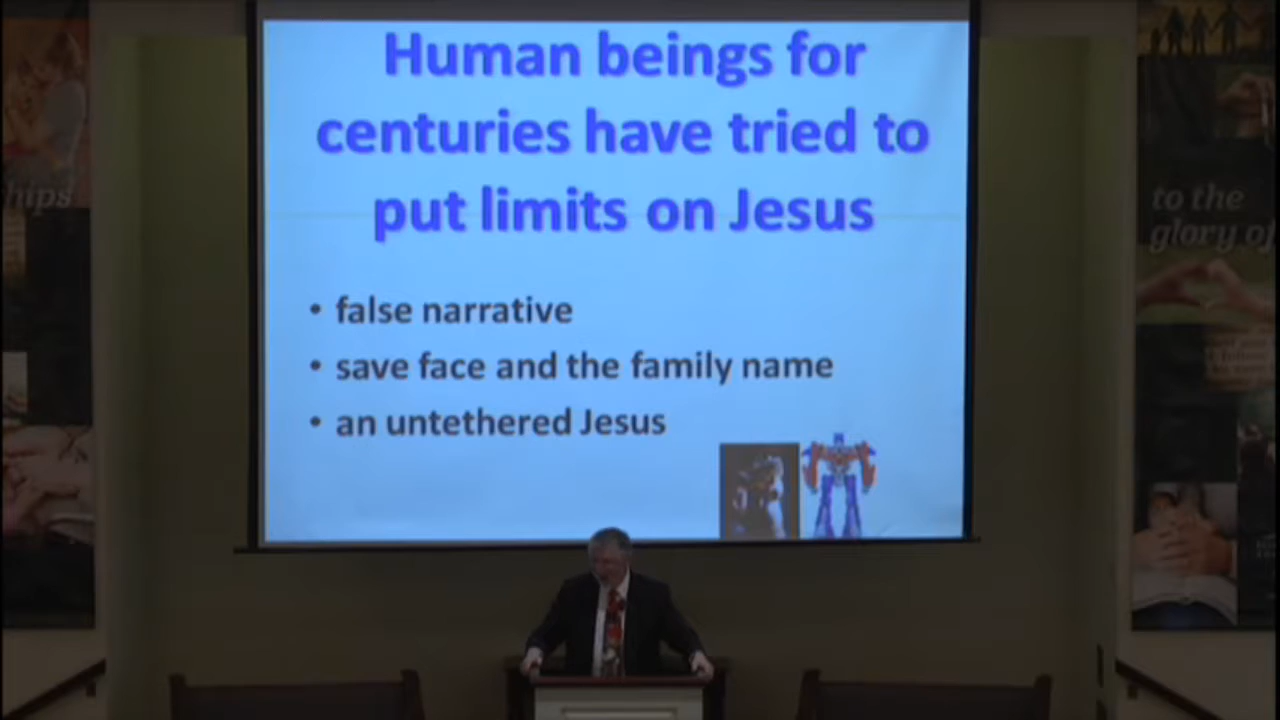 Human beings for
centuries have tried to
put limits on Jesus
• false narrative
• save face and the family name
• an untethered Jesus
hips
to the
glory of